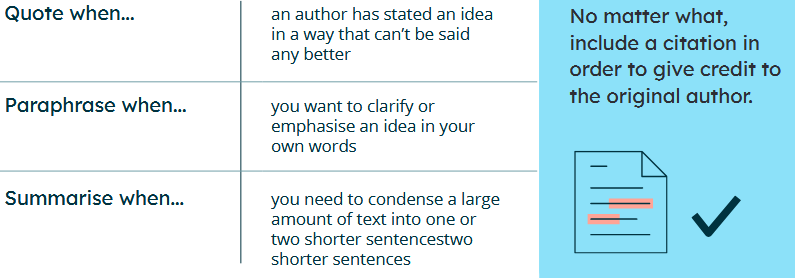 Quote when...
an author has stated an idea
in a way that can't be said
any better
Paraphrase when...
you want to clarify or
emphasise an idea in your
own words
Summarise when...
you need to condense a large
amount of text into one or
two shorter sentencestwo
shorter sentences
No matter what,
include a citation in
order to give credit to
the original author.